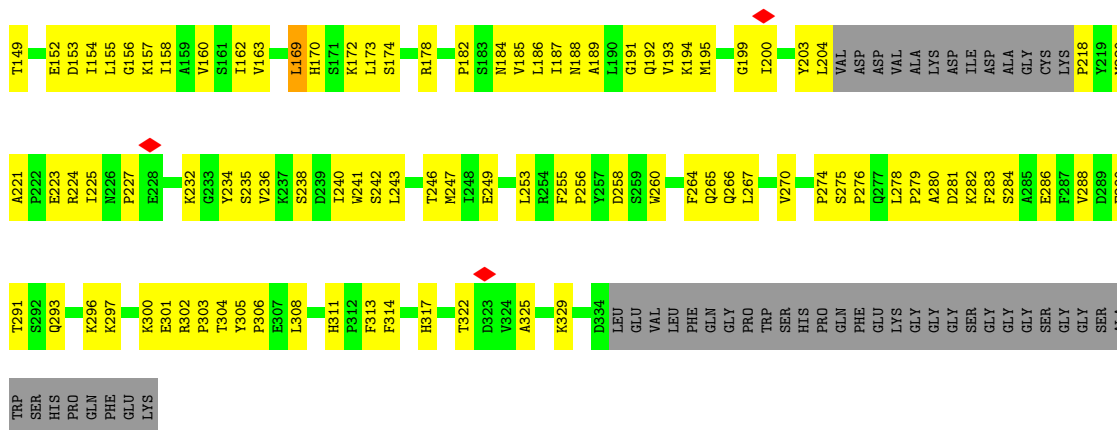 T149 E152 D153 I154 L155 G156 K157 I158 A159 V160 S161 I162 V163 L169 H170 S171 K172 L173 S174 R178 P182 S183 N184 V185 L186 I187 N188 A189 L190 G191 Q192 V193 K194 M195 G199 I200 Y203 L204 VAL ASP ASP VAL ALA LYS ASP ILE ASP ALA GLY CYS LYS P218 Y219
A221 P222 E223 R224 I225 N226 P227 E228 K232 G233 Y234 S235 V236 K237 S238 D239 I240 W241 S242 L243 T246 M247 I248 E249 L253 R254 F255 P256 Y257 D258 S259 W260 F264 Q265 Q266 L267 V270 P274 S275 P276 Q277 L278 P279 A280 D281 K282 F283 S284 A285 E286 F287 V288 D289
T291 S292 Q293 K296 K297 K300 E301 R302 P303 T304 Y305 P306 E307 L308 H311 P312 F313 F314 H317 T322 D323 V324 A325 K329 D334 LEU GLU VAL LEU PHE GLN GLY PRO TRP SER HIS PRO GLN PHE GLU LYS GLY GLY GLY SER GLY GLY GLY SER GLY GLY SER
TRP SER HIS PRO GLN PHE GLU LYS